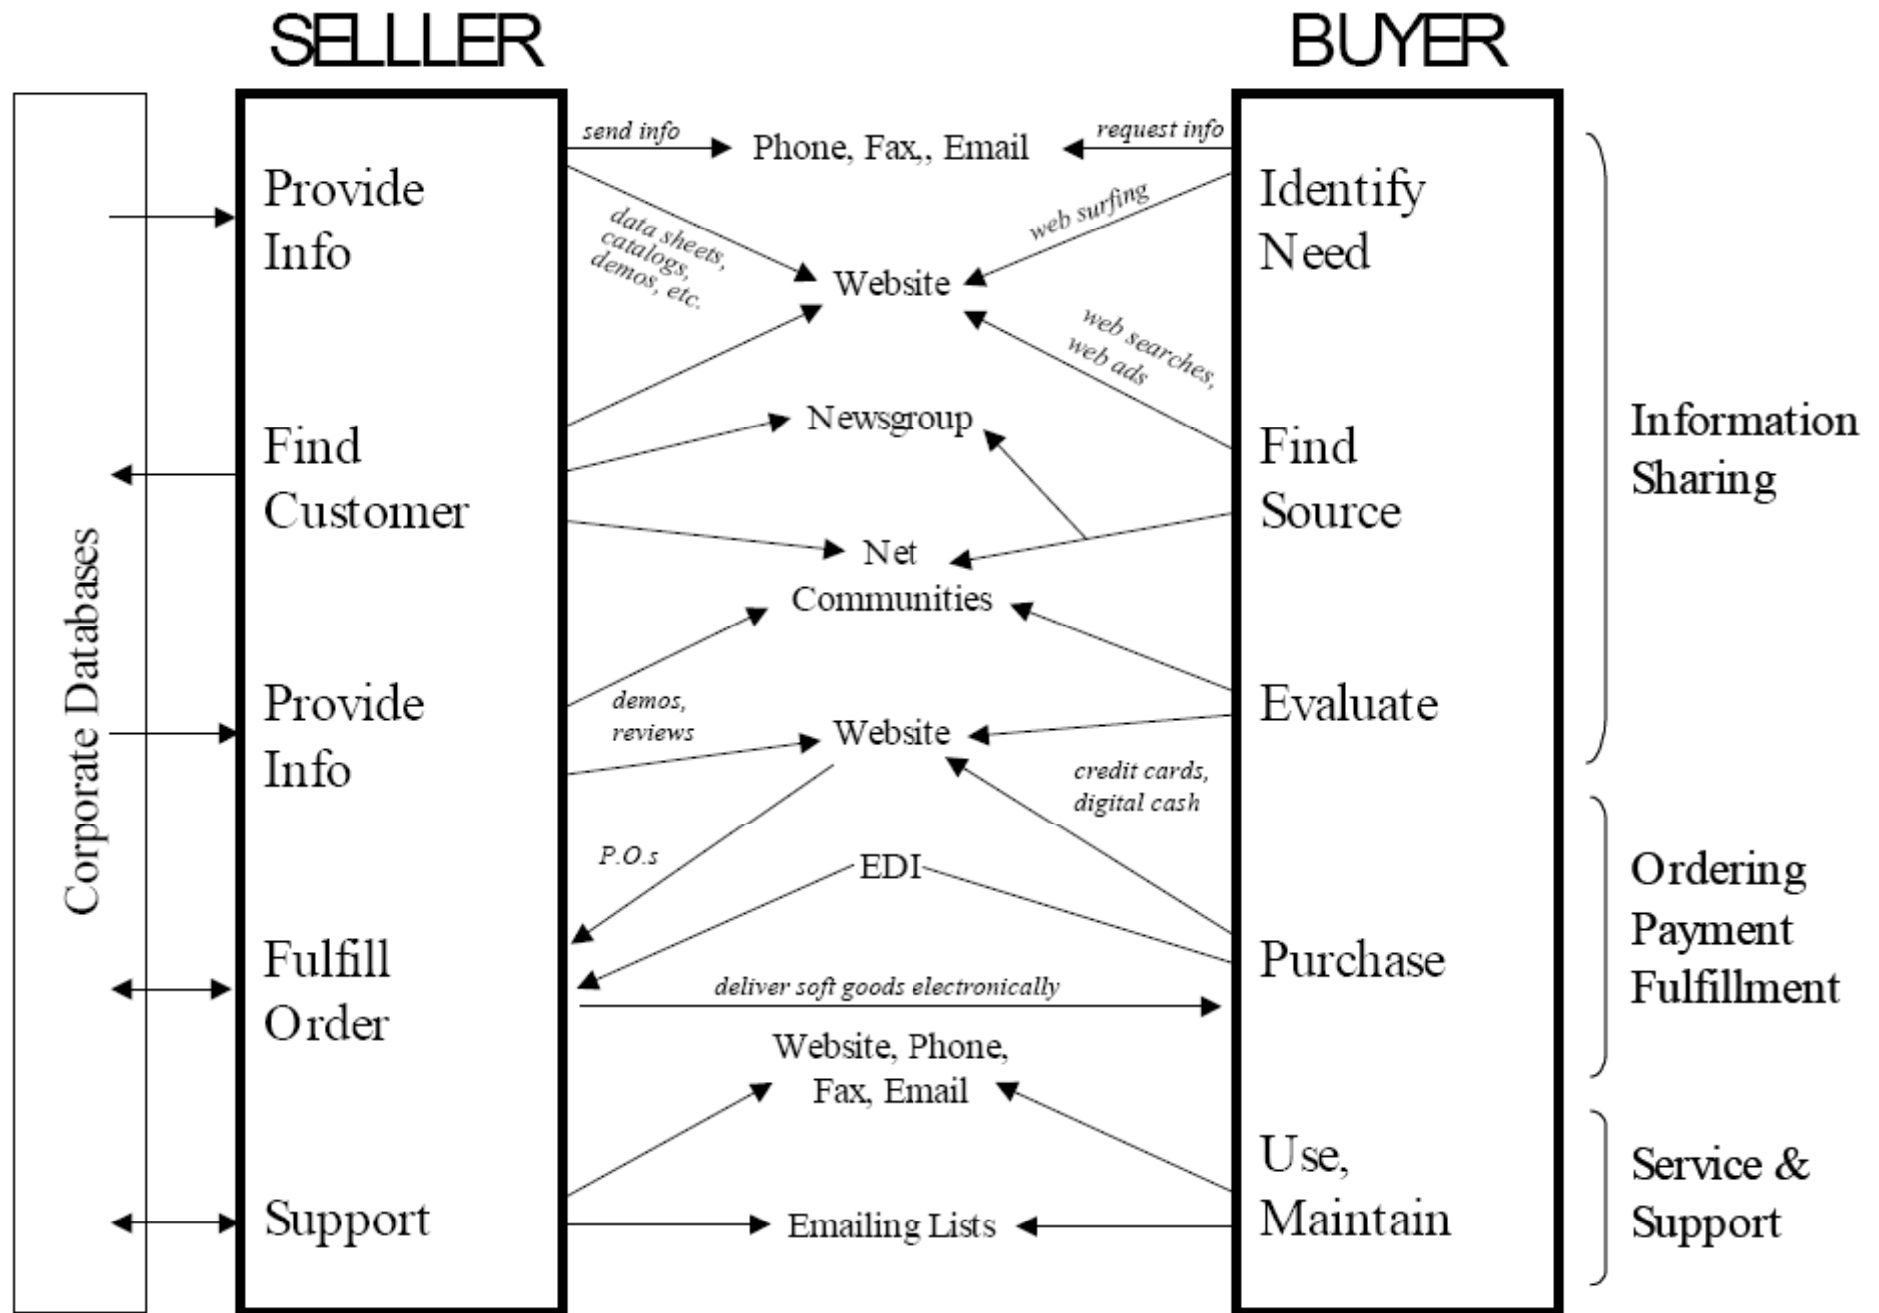 SELLLER
BUYER
Corporate Databases
Provide
Info
Find
Customer
Provide
Info
Fulfill
Order
Support
send info
Phone, Fax,, Email
request info
data sheets,
catalogs,
demos, etc.
web surfing
Website
web searches,
web ads
Newsgroup
Net
Communities
demos,
reviews
Website
credit cards,
digital cash
P.O.s
EDI
deliver soft goods electronically
Website, Phone,
Fax, Email
Emailing Lists
Identify
Need
Find
Source
Evaluate
Purchase
Use,
Maintain
Information
Sharing
Ordering
Payment
Fulfillment
Service &
Support